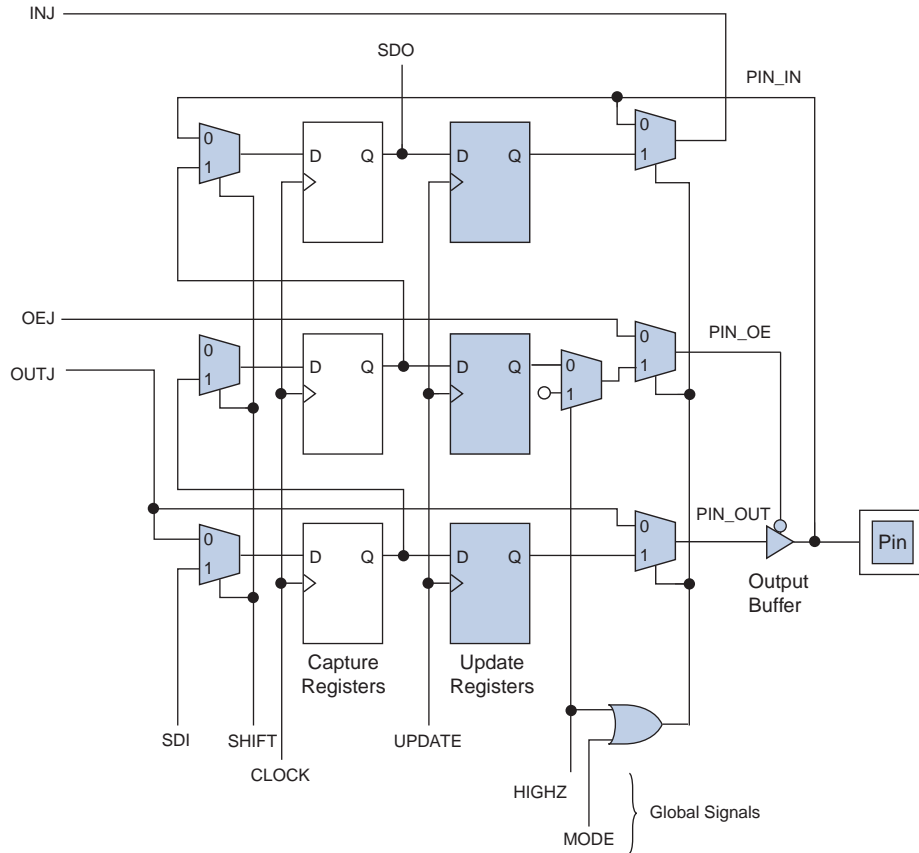 INJ
SDO
PIN_IN
0
1
D Q
D Q
0
1
OEJ
OUTJ
0
1
D Q
D Q
0
1
0
1
PIN_OE
0
1
D Q
D Q
0
1
PIN_OUT
Pin
Output
Buffer
Capture
Registers
Update
Registers
SDI
SHIFT
UPDATE
CLOCK
HIGHZ
MODE
Global Signals